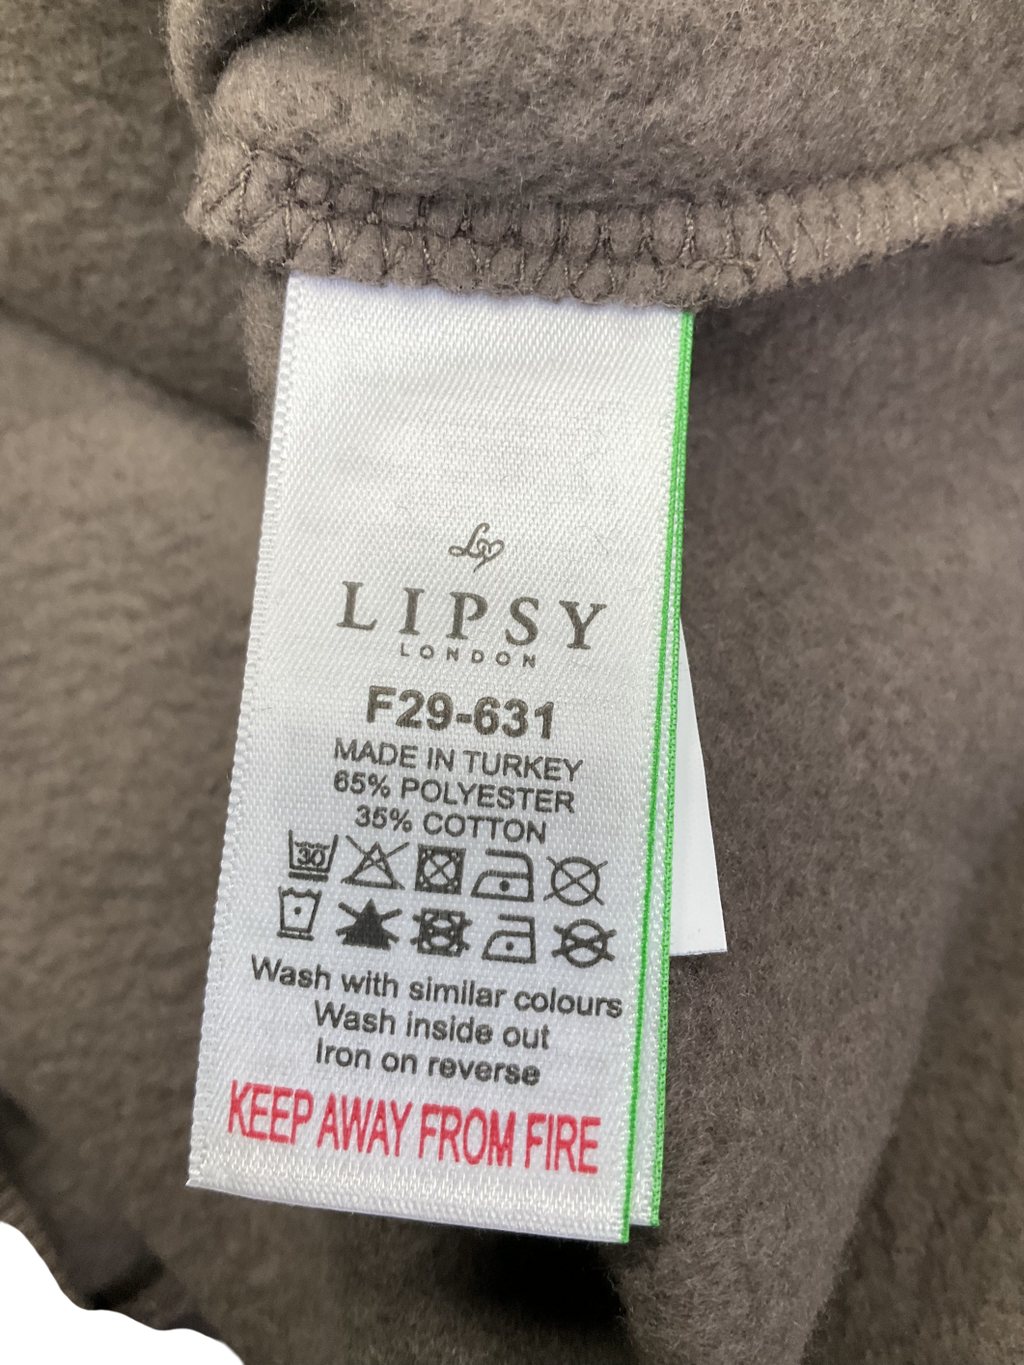 LIPSY
LONDON
F29-631
MADE IN TURKEY
65% POLYESTER
35% COTTON
30
Wash with similar colours
Wash inside out
Iron on reverse
KEEP AWAY FROM FIRE